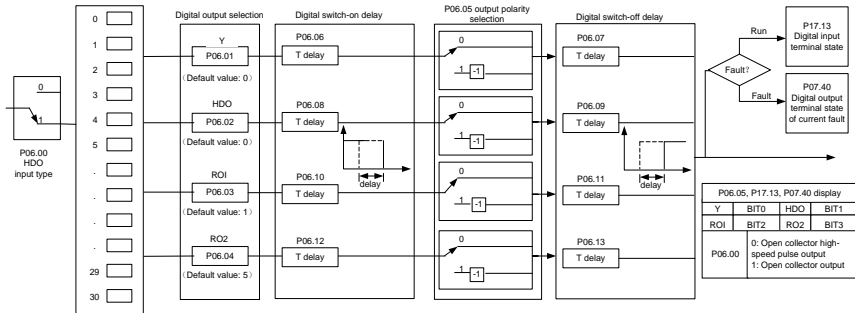 Digital output selection
Digital switch-on delay
P06.05 output polarity
selection
Digital switch-off delay
0
1
2
3
4
5
.
.
.
.
29
30
0
1
P06.00
HDO
input type
Y
P06.01
(Default value: 0)
HDO
P06.02
(Default value: 0)
ROI
P06.03
(Default value: 1)
RO2
P06.04
(Default value: 5)
P06.06
T delay
P06.08
T delay
delay
P06.10
T delay
P06.12
T delay
0
1
-1
0
1
-1
0
1
-1
0
1
-1
P06.07
T delay
P06.09
T delay
delay
P06.11
T delay
P06.13
T delay
Fault?
Run
Fault
P17.13
Digital input
terminal state
P07.40
Digital output
terminal state
of current fault
P06.05, P17.13, P07.40 display
Y BIT0 HDO BIT1
ROI BIT2 RO2 BIT3
P06.00
0: Open collector high-
speed pulse output
1: Open collector output